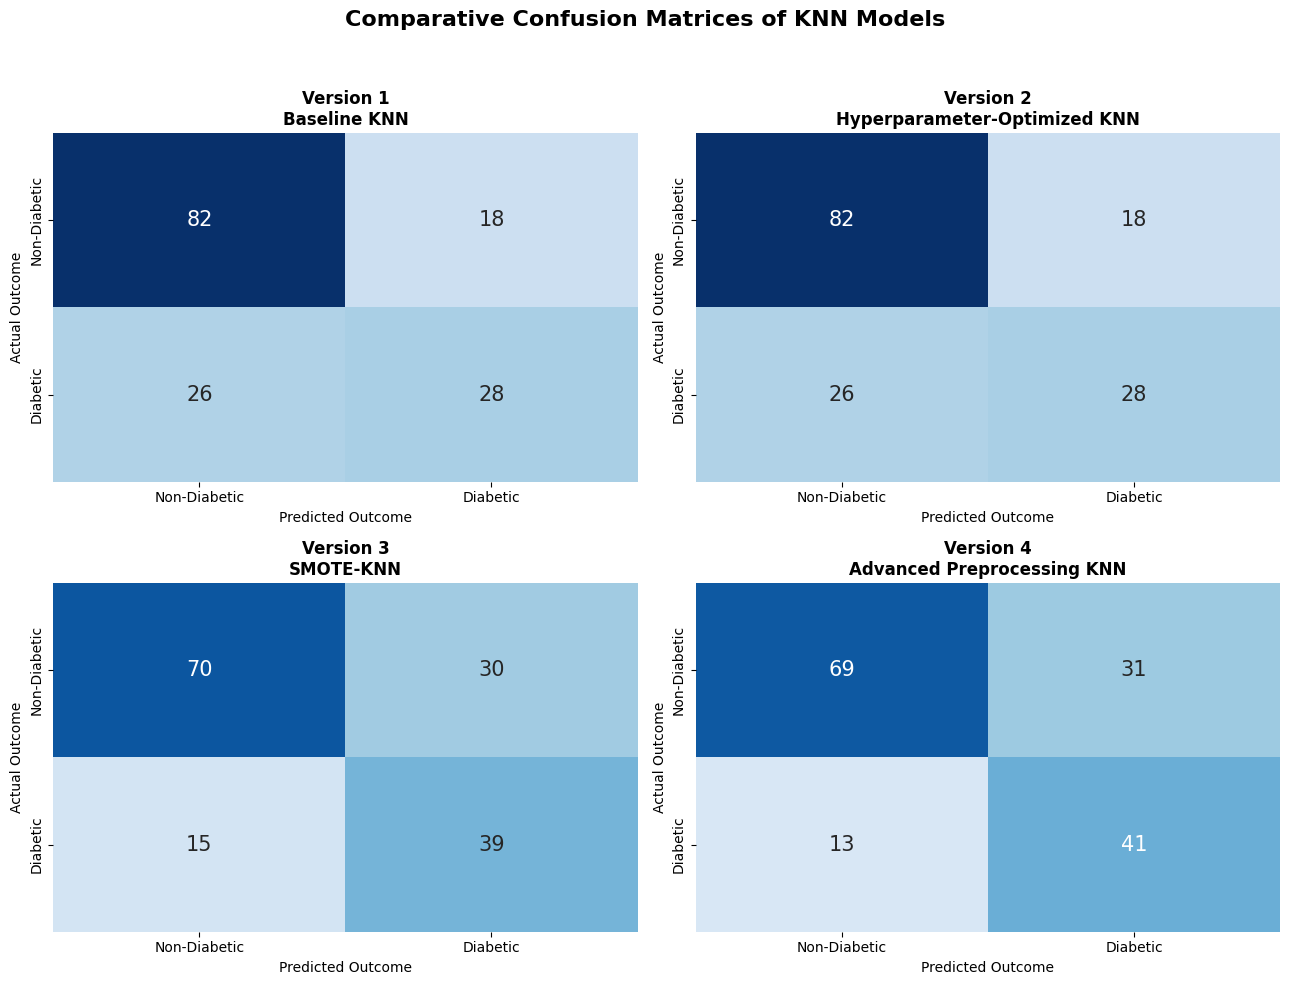 Comparative Confusion Matrices of KNN Models
Version 1
Baseline KNN
Actual Outcome
Non-Diabetic
Diabetic
82
18
26
28
Non-Diabetic
Diabetic
Predicted Outcome
Version 2
Hyperparameter-Optimized KNN
Actual Outcome
Non-Diabetic
Diabetic
82
18
26
28
Non-Diabetic
Diabetic
Predicted Outcome
Version 3
SMOTE-KNN
Actual Outcome
Non-Diabetic
Diabetic
70
30
15
39
Non-Diabetic
Diabetic
Predicted Outcome
Version 4
Advanced Preprocessing KNN
Actual Outcome
Non-Diabetic
Diabetic
69
31
13
41
Non-Diabetic
Diabetic
Predicted Outcome